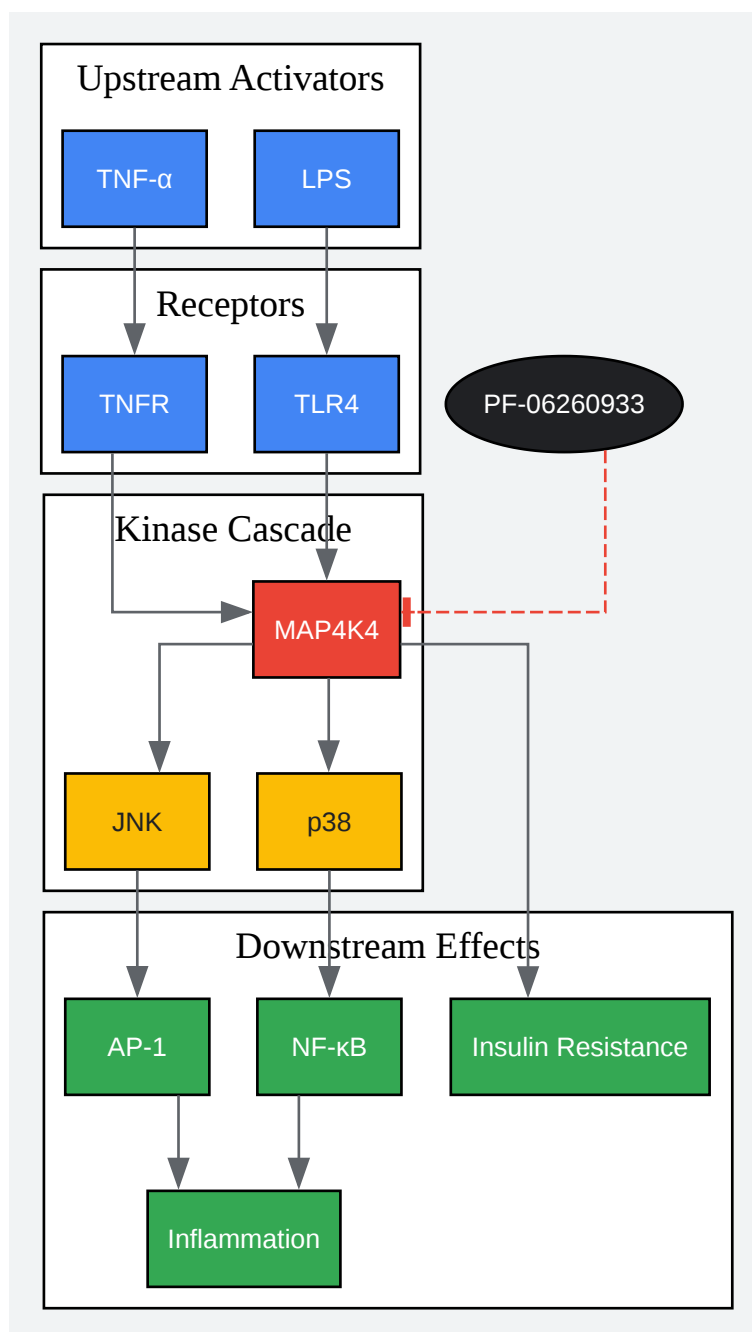 Upstream Activators
TNF-α
LPS
Receptors
TNFR
TLR4
PF-06260933
Kinase Cascade
MAP4K4
JNK
p38
Downstream Effects
AP-1
NF-κB
Insulin Resistance
Inflammation